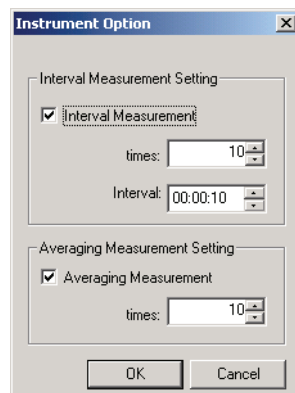 Instrument Option
Interval Measurement Setting
Interval Measurement
times: 10
Interval: 00:00:10
Averaging Measurement Setting
Averaging Measurement
times: 10
OK Cancel